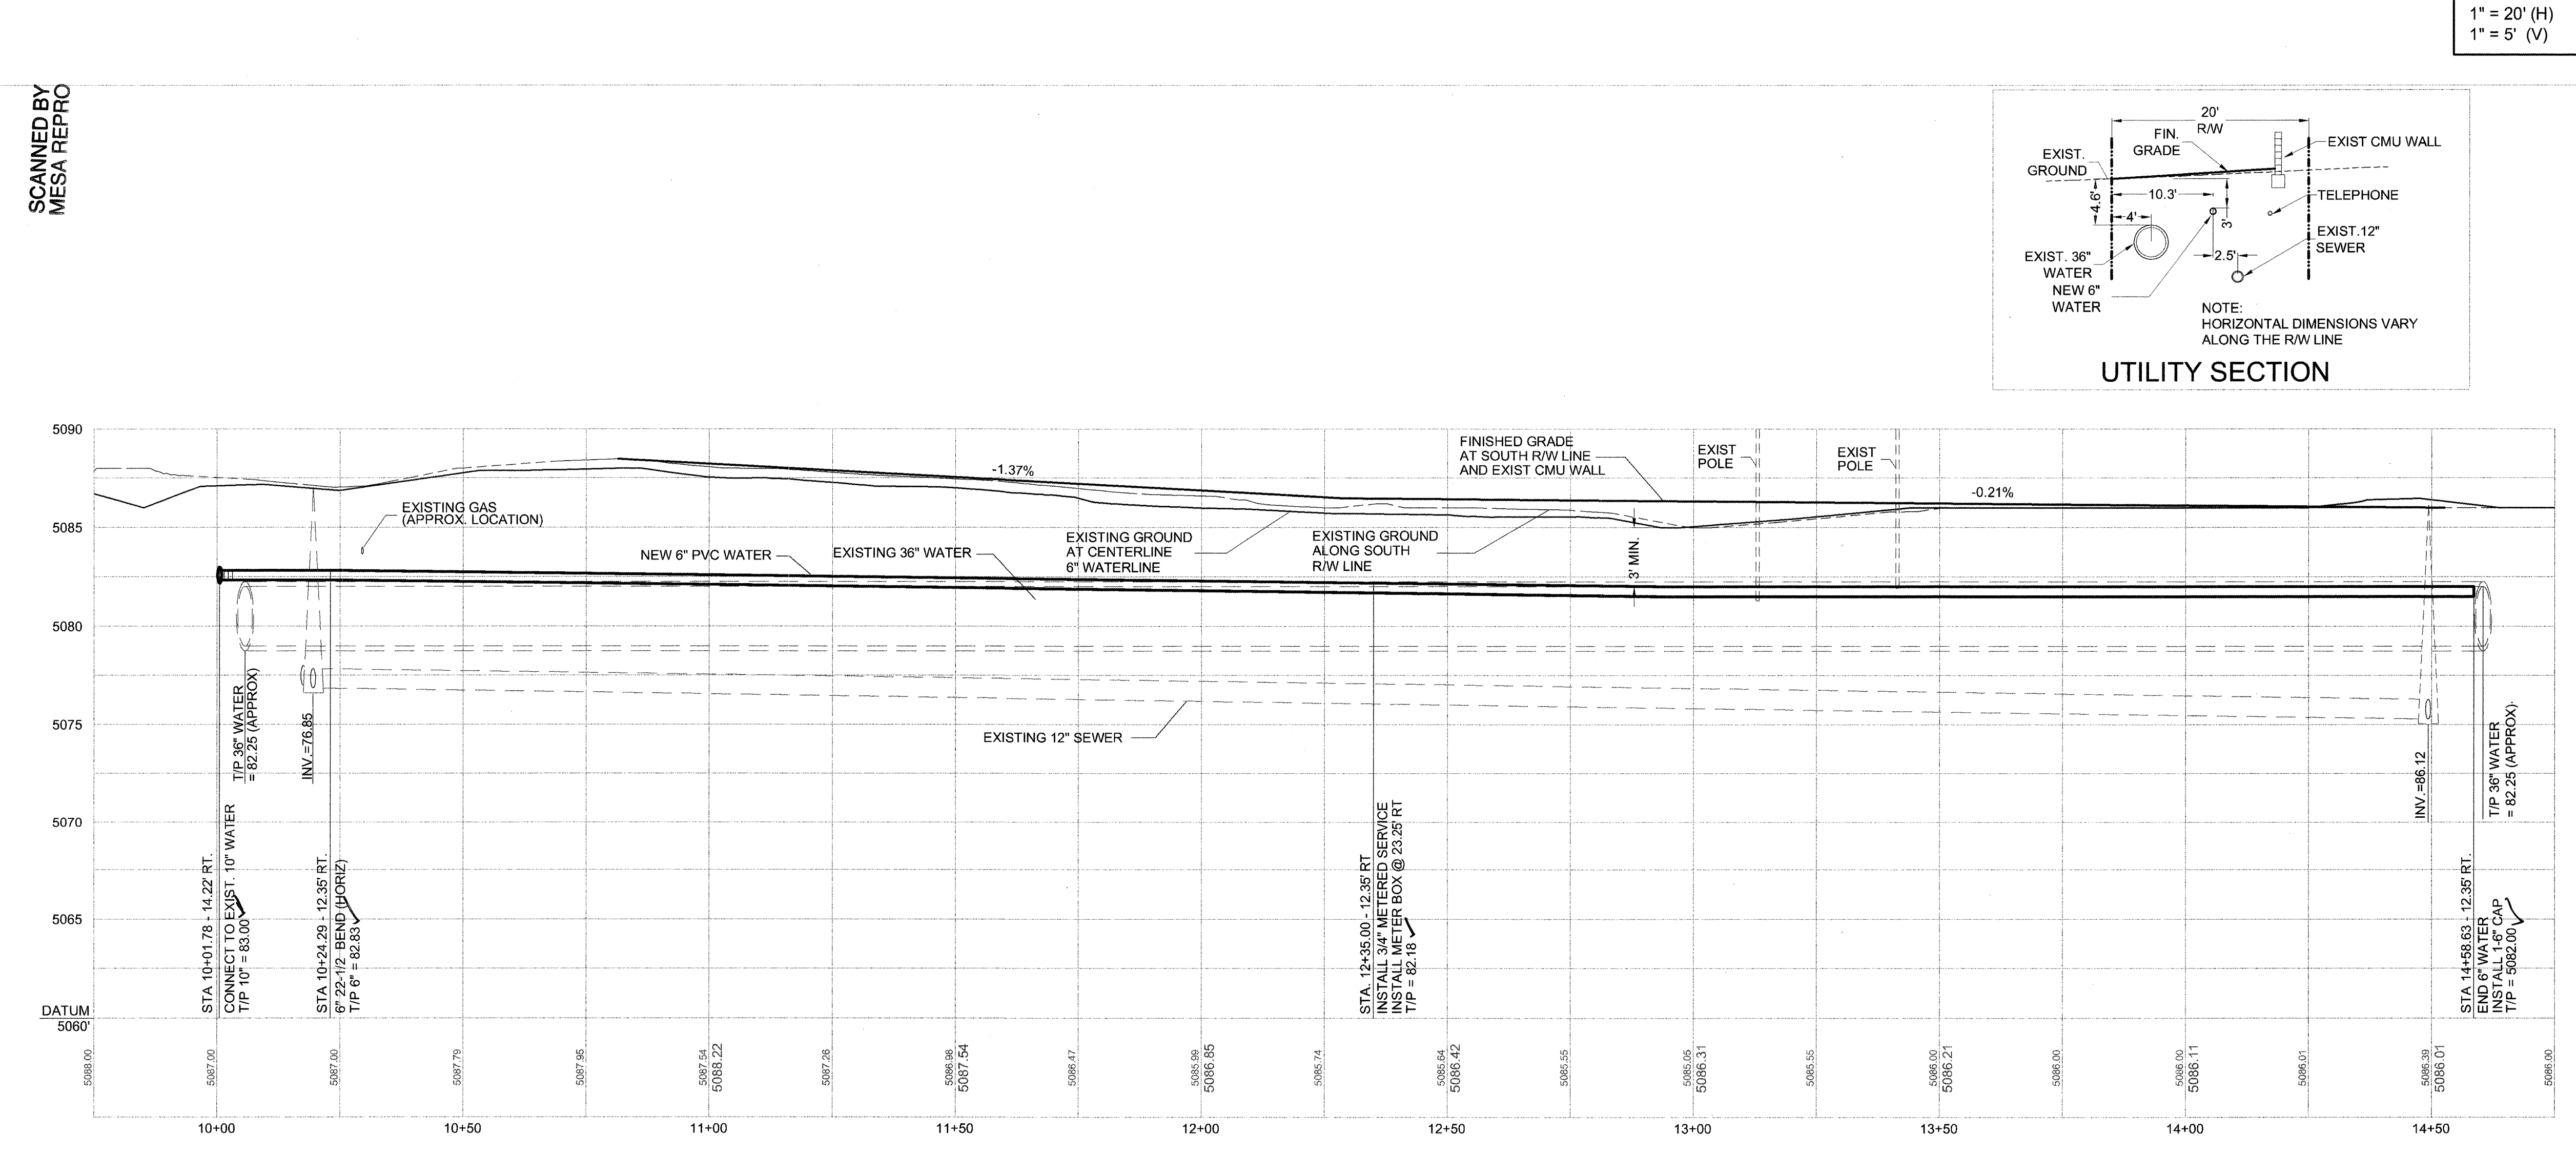 1" = 20' (H)
1" = 5' (V)
SCANNED BY
MESA REPRO
20'
R/W
FIN.
GRADE
EXIST CMU WALL
EXIST.
GROUND
10.3'
4.6'
4'
3'
TELEPHONE
EXIST.12"
SEWER
2.5'
EXIST. 36"
WATER
NEW 6"
WATER
NOTE:
HORIZONTAL DIMENSIONS VARY
ALONG THE R/W LINE
UTILITY SECTION
5090
5085
5080
5075
5070
5065
DATUM
5060'
EXISTING GAS
(APPROX. LOCATION)
NEW 6" PVC WATER
EXISTING 36" WATER
-1.37%
EXISTING GROUND
AT CENTERLINE
6" WATERLINE
EXISTING GROUND
ALONG SOUTH
R/W LINE
FINISHED GRADE
AT SOUTH R/W LINE
AND EXIST CMU WALL
3' MIN.
EXIST
POLE
EXIST
POLE
-0.21%
EXISTING 12" SEWER
T/P 36" WATER
= 82.25 (APPROX)
INV.=76.85
STA 10+01.78 - 14.22' RT.
CONNECT TO EXIST. 10" WATER
T/P 10" = 83.00
STA 10+24.29 - 12.35' RT.
6" 22-1/2 BEND (HORIZ)
T/P 6" = 82.83
STA. 12+35.00 - 12.35' RT
INSTALL 3/4" METERED SERVICE
INSTALL METER BOX @ 23.25' RT
T/P = 82.18
INV.=86.12
T/P 36" WATER
= 82.25 (APPROX).
STA 14+58.63 - 12.35' RT.
END 6" WATER
INSTALL 1-6" CAP
T/P = 5082.00
5088.00
5087.00
5087.00
5087.79
5087.95
5087.54
5088.22
5087.26
5086.98
5087.54
5086.47
5085.99
5086.85
5085.74
5085.64
5086.42
5085.55
5085.05
5086.31
5085.55
5086.00
5086.21
5086.00
5086.00
5086.11
5086.01
5086.39
5086.01
5086.00
10+00
10+50
11+00
11+50
12+00
12+50
13+00
13+50
14+00
14+50